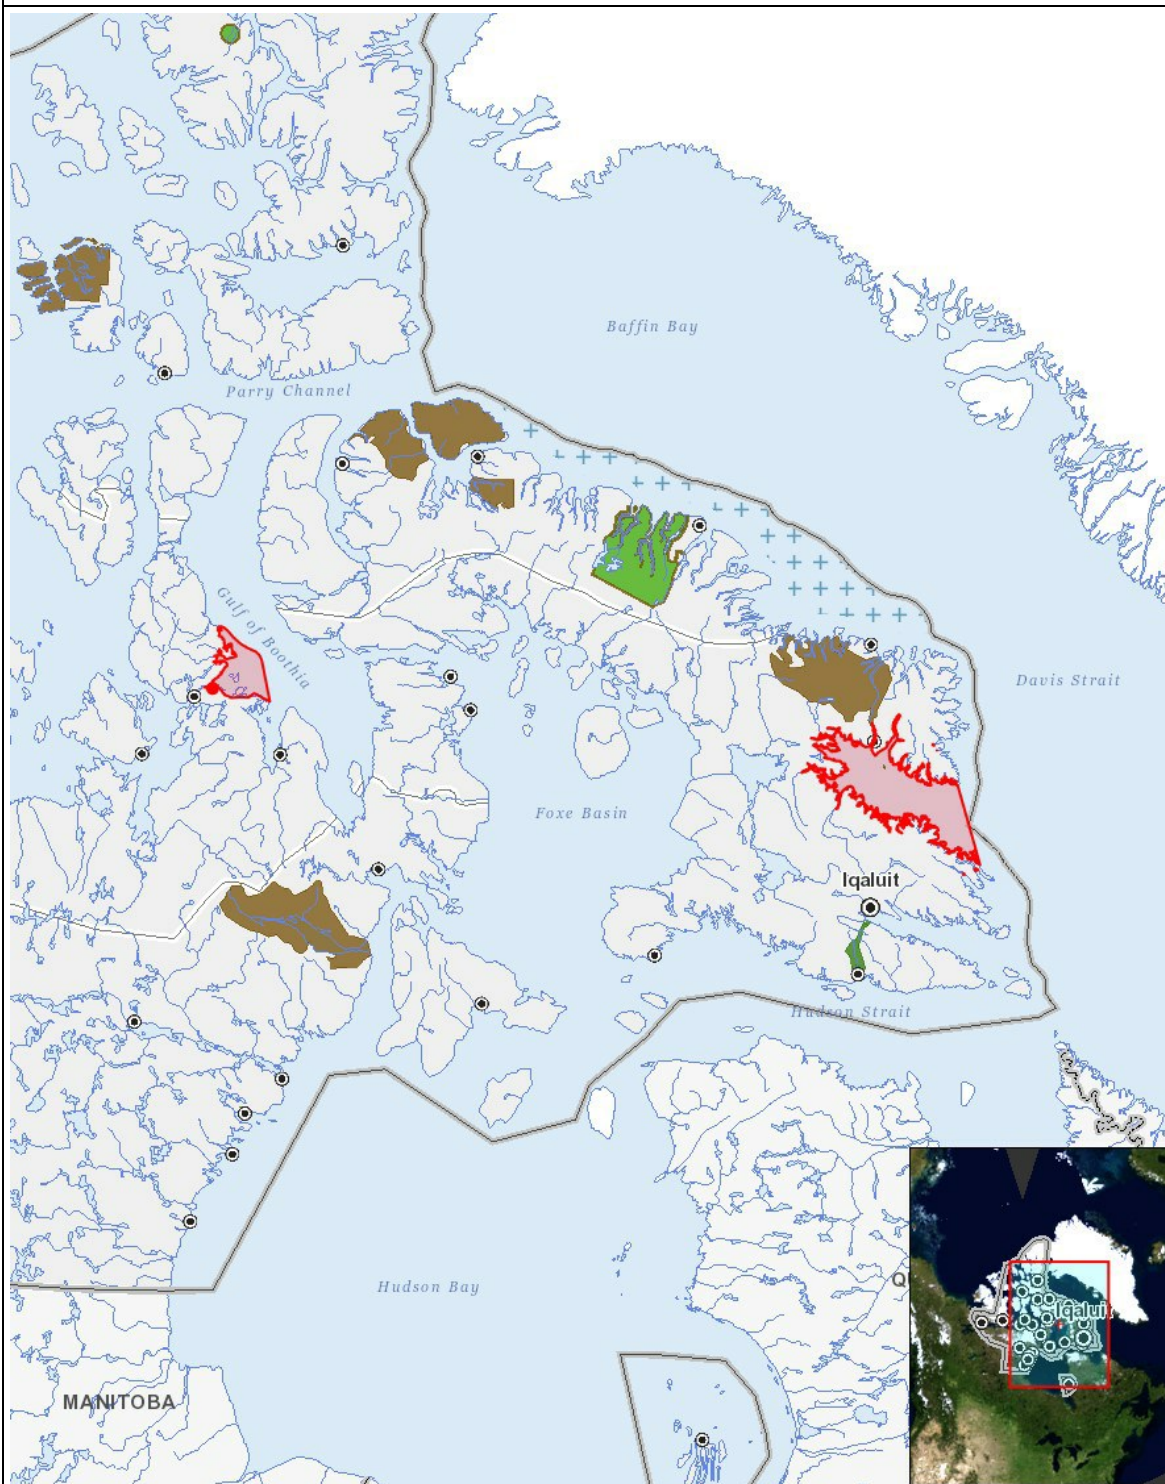 Baffin Bay
Parry Channel
Gulf of Boothia
Davis Strait
Foxe Basin
Iqaluit
Hudson Strait
Hudson Bay
Iqaluit
MANITOBA